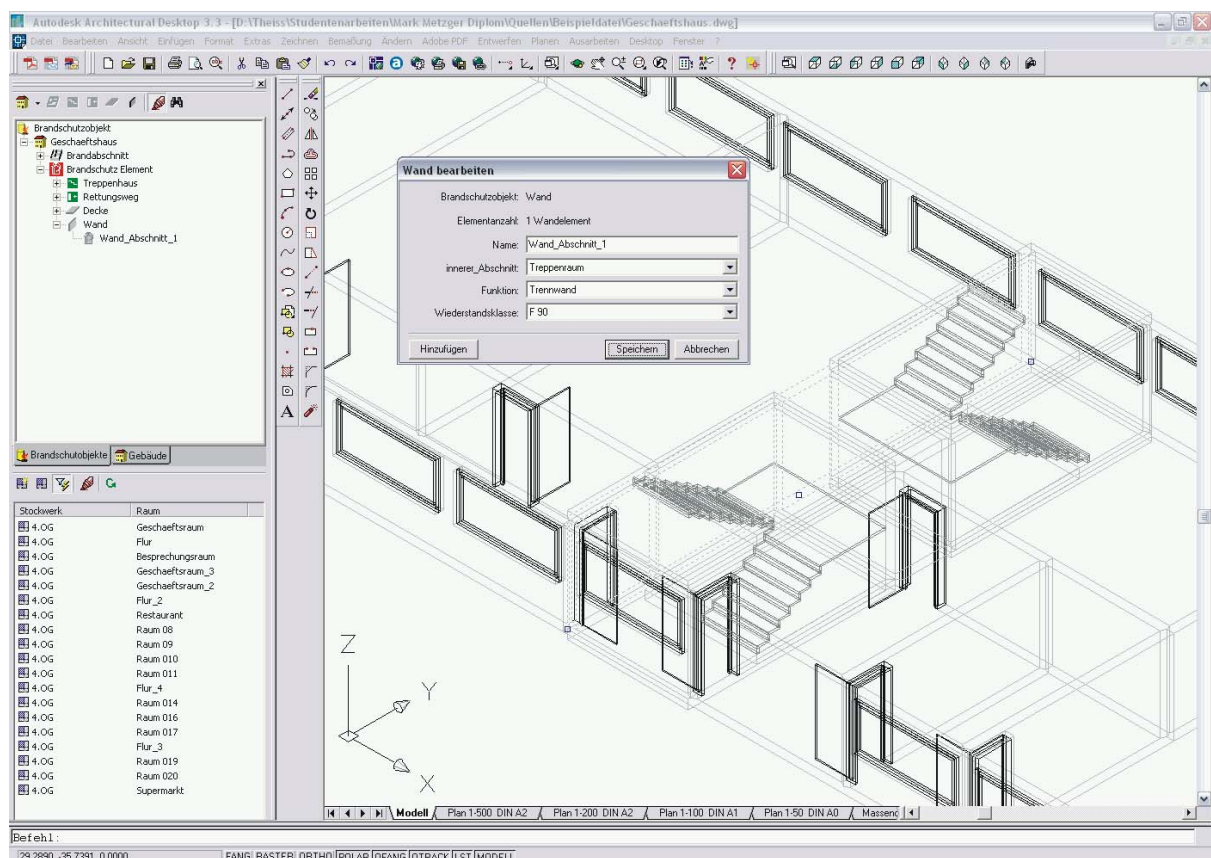 Autodesk Architectural Desktop 3.3 - [D:\Theiss\Studentenarbeiten\Mark Metzger Diplom\Quellen\Beispieldatei\Geschaeftshaus.dwg]
Datei Bearbeiten Ansicht Einfügen Format Extras Zeichnen Bemaßung Ändern Adobe PDF Entwerfen Planen Ausarbeiten Desktop Fenster ?
Brandschutzobjekt
Geschaeftshaus
Brandabschnitt
Brandschutz Element
Treppenhaus
Rettungsweg
Decke
Wand
Wand_Abschnitt_1
Brandschutobjekte Gebäude
Stockwerk Raum
4.OG Geschaeftsraum
4.OG Flur
4.OG Besprechungsraum
4.OG Geschaeftsraum_3
4.OG Geschaeftsraum_2
4.OG Flur_2
4.OG Restaurant
4.OG Raum 08
4.OG Raum 09
4.OG Raum 010
4.OG Raum 011
4.OG Flur_4
4.OG Raum 014
4.OG Raum 016
4.OG Raum 017
4.OG Flur_3
4.OG Raum 019
4.OG Raum 020
4.OG Supermarkt
A
Wand bearbeiten
Brandschutzobjekt: Wand
Elementanzahl: 1 Wandelement
Name: Wand_Abschnitt_1
innerer_Abschnitt: Treppenraum
Funktion: Trennwand
Wiederstandsklasse: F 90
Hinzufügen Speichern Abbrechen
Z
Y
X
Modell Plan 1-500 DIN A2 Plan 1-200 DIN A2 Plan 1-100 DIN A1 Plan 1-50 DIN A0 Masseno
Befehl:
29.2890, -35.7391, 0.0000 FANG RASTER ORTHO POLAR OFANG OTRACK LST MODELL